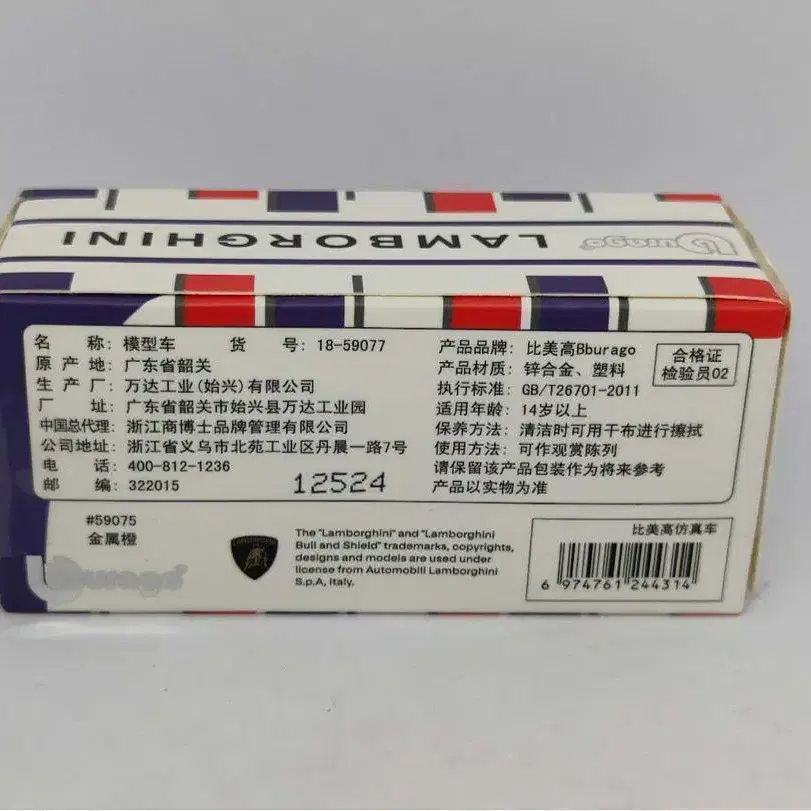 LAMBORGHINI
Bburago
名 称: 模型车 货 号: 18-59077
原 产 地: 广东省韶关
生 产 厂: 万达工业(始兴)有限公司
厂 址: 广东省韶关市始兴县万达工业园
中国总代理: 浙江商博士品牌管理有限公司
公司地址: 浙江省义乌市北苑工业区丹晨一路7号
电 话: 400-812-1236
邮 编: 322015
12524
产品品牌: 比美高Bburago
产品材质: 锌合金、塑料
执行标准: GB/T26701-2011
适用年龄: 14岁以上
保养方法: 清洁时可用干布进行擦拭
使用方法: 可作观赏陈列
请保留该产品包装作为将来参考
产品以实物为准
合格证
检验员02
#59075
金属橙
Bburago
The "Lamborghini" and "Lamborghini
Bull and Shield" trademarks, copyrights,
designs and models are used under
license from Automobili Lamborghini
S.p.A, Italy.
比美高仿真车
6 974761 244314